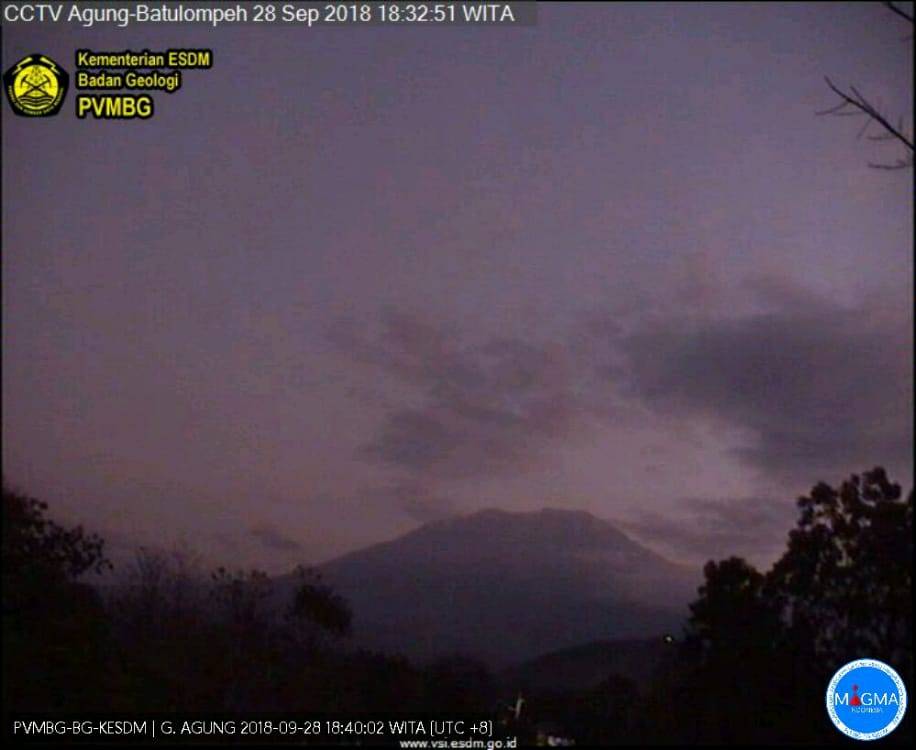 CCTV Agung-Batulompeh 28 Sep 2018 18:32:51 WITA
Kementerian ESDM
Badan Geologi
PVMBG
MAGMA
INDONESIA
PVMBG-BG-KESDM | G. AGUNG 2018-09-28 18:40:02 WITA [UTC +8]
www.vsi.esdm.go.id